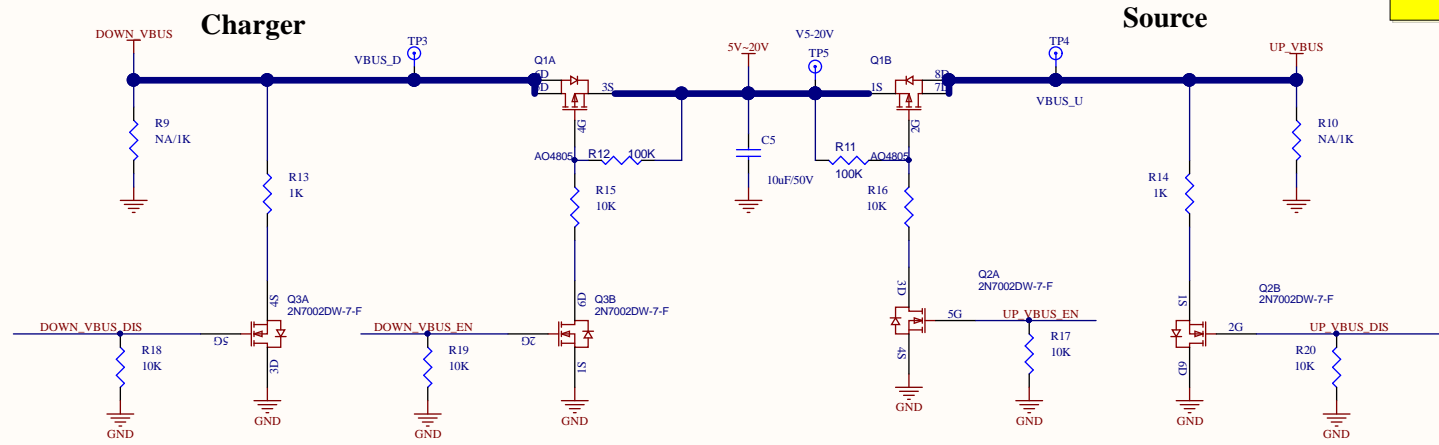 Charger
Source
DOWN_VBUS
TP3
VBUS_D
Q1A
5V~20V
V5-20V
TP5
Q1B
TP4
UP_VBUS
6D
3S
1S
8D
7D
VBUS_U
4G
2G
R9
NA/1K
R10
NA/1K
C5
10uF/50V
AO4805
R12
100K
R11
100K
AO4805
R13
1K
R15
10K
R16
10K
R14
1K
4S
Q3A
2N7002DW-7-F
6D
Q3B
2N7002DW-7-F
3D
Q2A
2N7002DW-7-F
1S
Q2B
2N7002DW-7-F
DOWN_VBUS_DIS
5G
DOWN_VBUS_EN
2G
5G
UP_VBUS_EN
2G
UP_VBUS_DIS
R18
10K
3D
R19
10K
1S
4S
R17
10K
6D
R20
10K
GND
GND
GND
GND
GND
GND
GND
GND